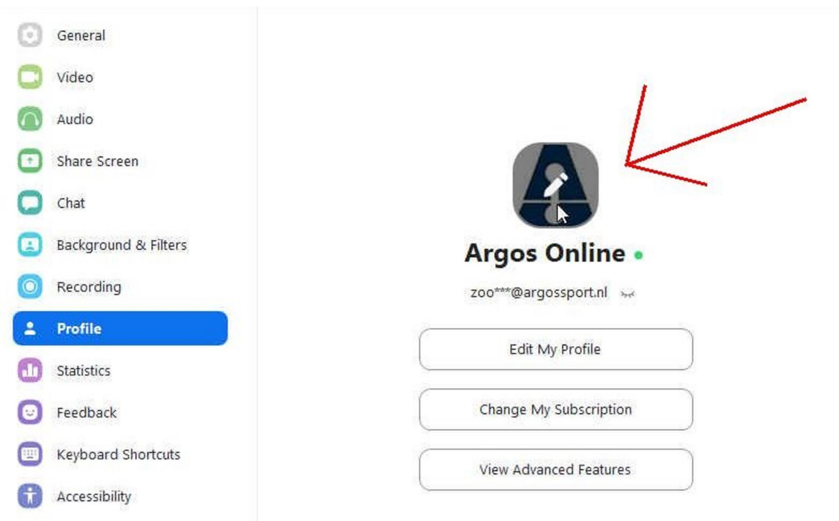 General
Video
Audio
Share Screen
Chat
Background & Filters
Recording
Profile
Statistics
Feedback
Keyboard Shortcuts
Accessibility
Argos Online
zoo***@argossport.nl
Edit My Profile
Change My Subscription
View Advanced Features